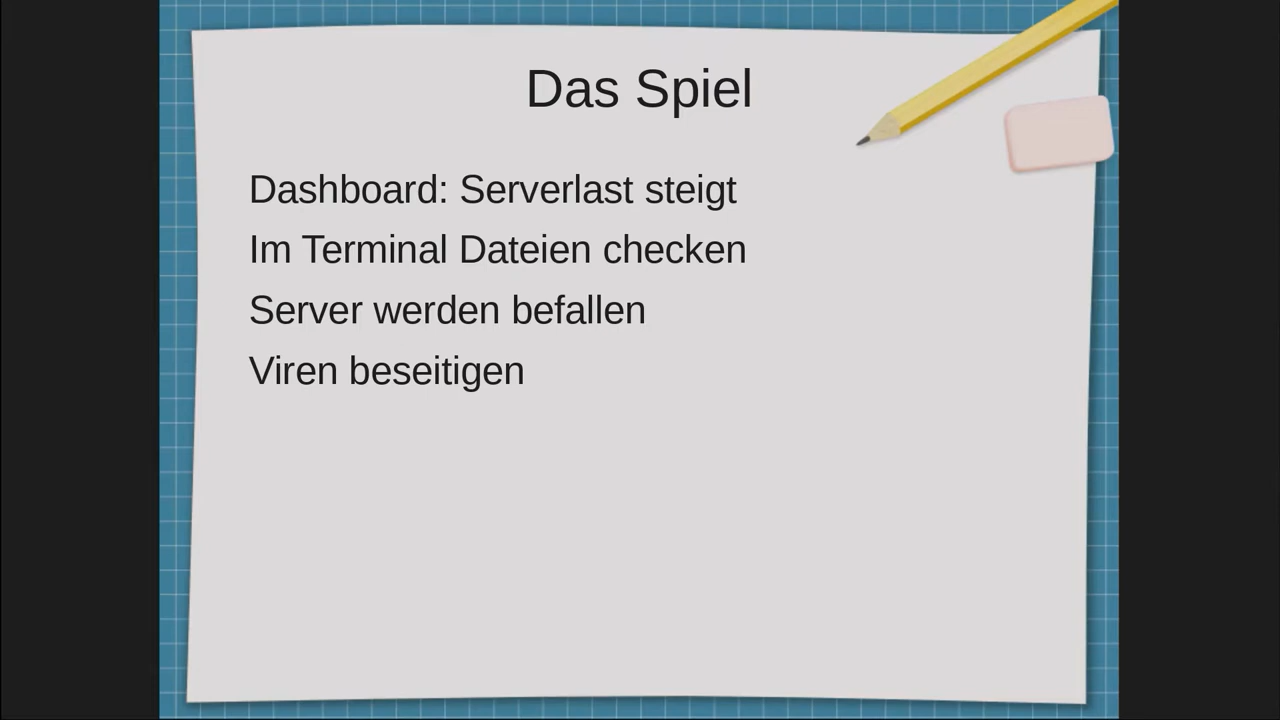 Das Spiel
Dashboard: Serverlast steigt
Im Terminal Dateien checken
Server werden befallen
Viren beseitigen